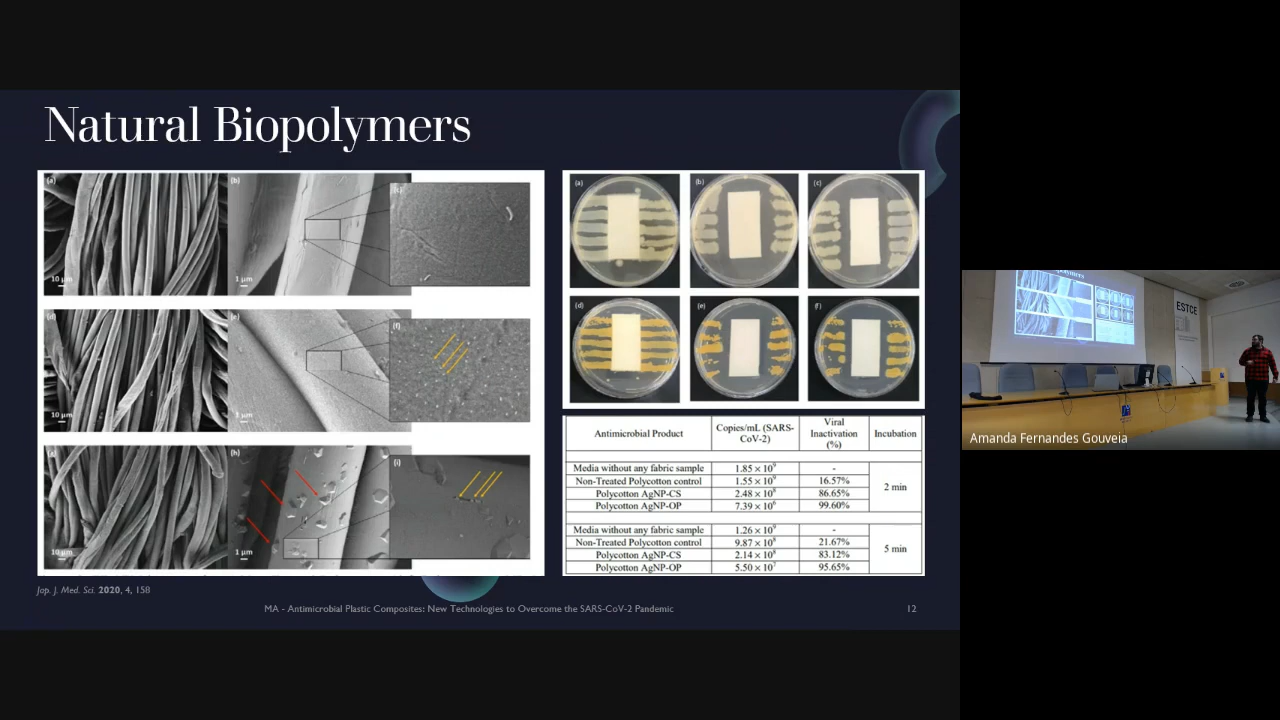 Natural Biopolymers
(a)
(b)
(c)
10 µm
1 µm
(d)
(e)
(f)
10 µm
1 µm
(h)
(i)
10 µm
1 µm
(a)
(b)
(c)
(d)
(e)
(f)
Antimicrobial Product Copies/mL (SARS-CoV-2) Viral Inactivation (%) Incubation
Media without any fabric sample 1.85 × 10⁹ -
Non-Treated Polycotton control 1.55 × 10⁹ 16.57%
2 min
Polycotton AgNP-CS 2.48 × 10⁸ 86.65%
Polycotton AgNP-OP 7.39 × 10⁶ 99.60%
Media without any fabric sample 1.26 × 10⁹ -
Non-Treated Polycotton control 9.87 × 10⁸ 21.67%
5 min
Polycotton AgNP-CS 2.14 × 10⁸ 83.12%
Polycotton AgNP-OP 5.50 × 10⁷ 95.65%
Jap. J. Med. Sci. 2020, 4, 158
MA - Antimicrobial Plastic Composites: New Technologies to Overcome the SARS-CoV-2 Pandemic
12
ESTCE
Amanda Fernandes Gouveia